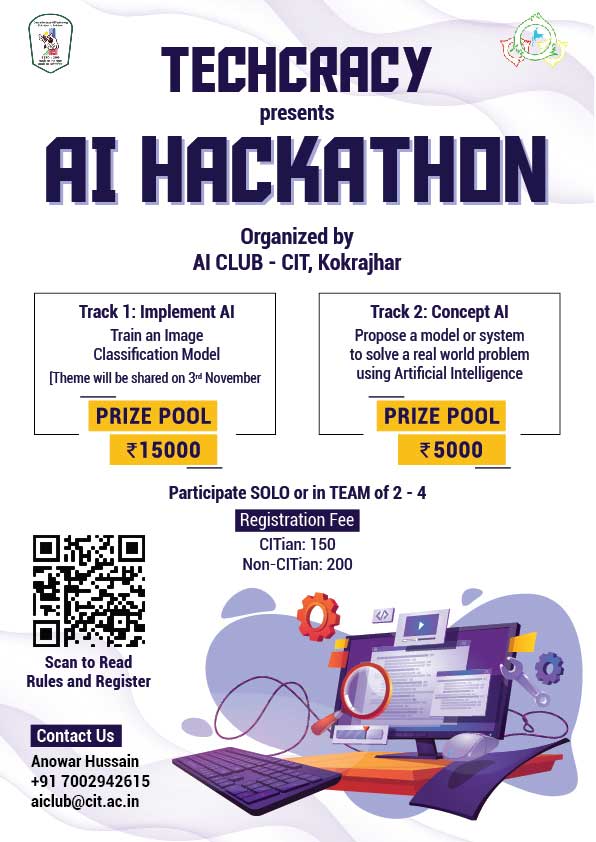 TECHCRACY
presents
AI HACKATHON
Organized by
AI CLUB - CIT, Kokrajhar
Track 1: Implement AI
Train an Image
Classification Model
[Theme will be shared on 3rd November
PRIZE POOL
₹15000
Track 2: Concept AI
Propose a model or system
to solve a real world problem
using Artificial Intelligence
PRIZE POOL
₹5000
Participate SOLO or in TEAM of 2 - 4
Registration Fee
CITian: 150
Non-CITian: 200
Scan to Read
Rules and Register
Contact Us
Anowar Hussain
+91 7002942615
aiclub@cit.ac.in